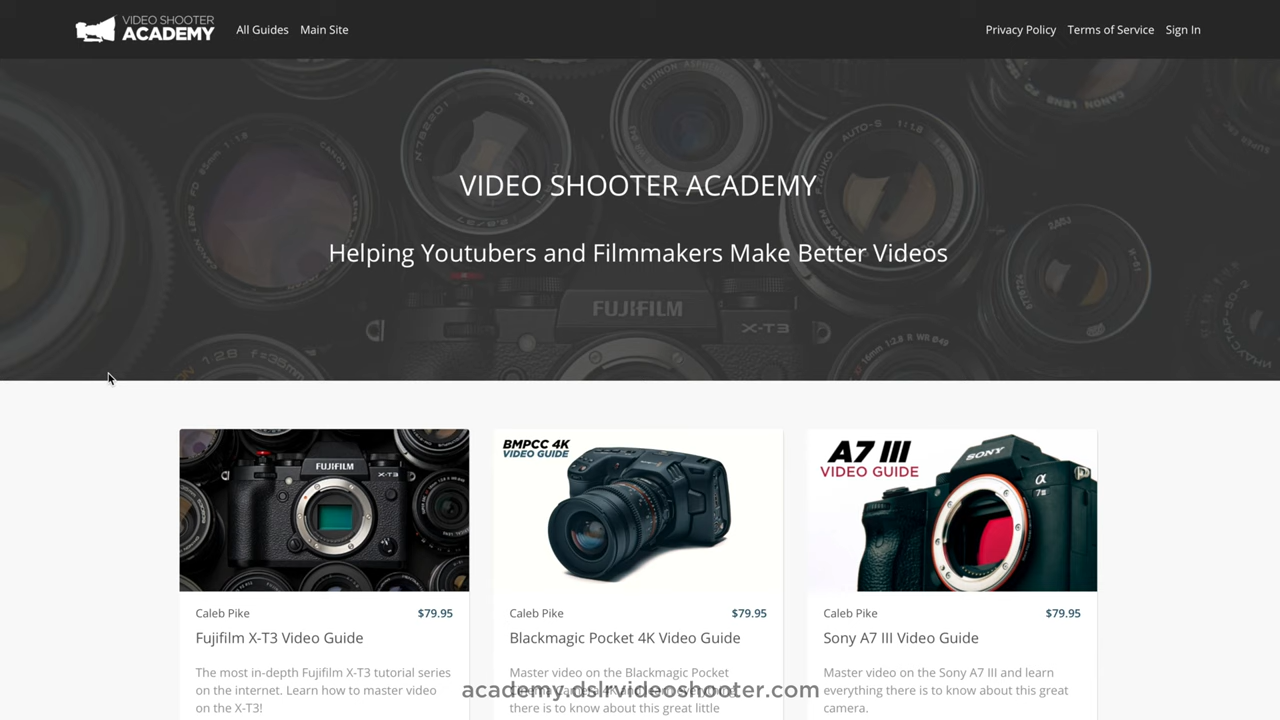 VIDEO SHOOTER
ACADEMY
All Guides
Main Site
Privacy Policy
Terms of Service
Sign In
VIDEO SHOOTER ACADEMY
Helping Youtubers and Filmmakers Make Better Videos
FUJIFILM
X-T3
FUJIFILM
X-T3
BMPCC 4K
VIDEO GUIDE
A7 III
VIDEO GUIDE
SONY
Caleb Pike
$79.95
Fujifilm X-T3 Video Guide
The most in-depth Fujifilm X-T3 tutorial series
on the internet. Learn how to master video
on the X-T3!
Caleb Pike
$79.95
Blackmagic Pocket 4K Video Guide
Master video on the Blackmagic Pocket
there is to know about this great little
Caleb Pike
$79.95
Sony A7 III Video Guide
Master video on the Sony A7 III and learn
everything there is to know about this great
camera.
academy.dslrvideoshooter.com